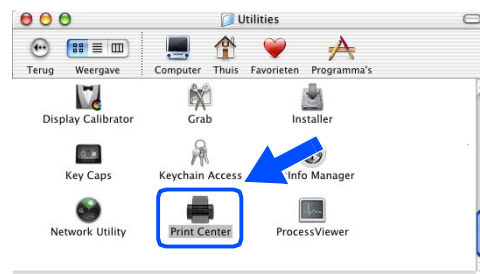 Utilities
Terug Weergave Computer Thuis Favorieten Programma's
Display Calibrator Grab Installer
Key Caps Keychain Access Info Manager
Network Utility Print Center ProcessViewer